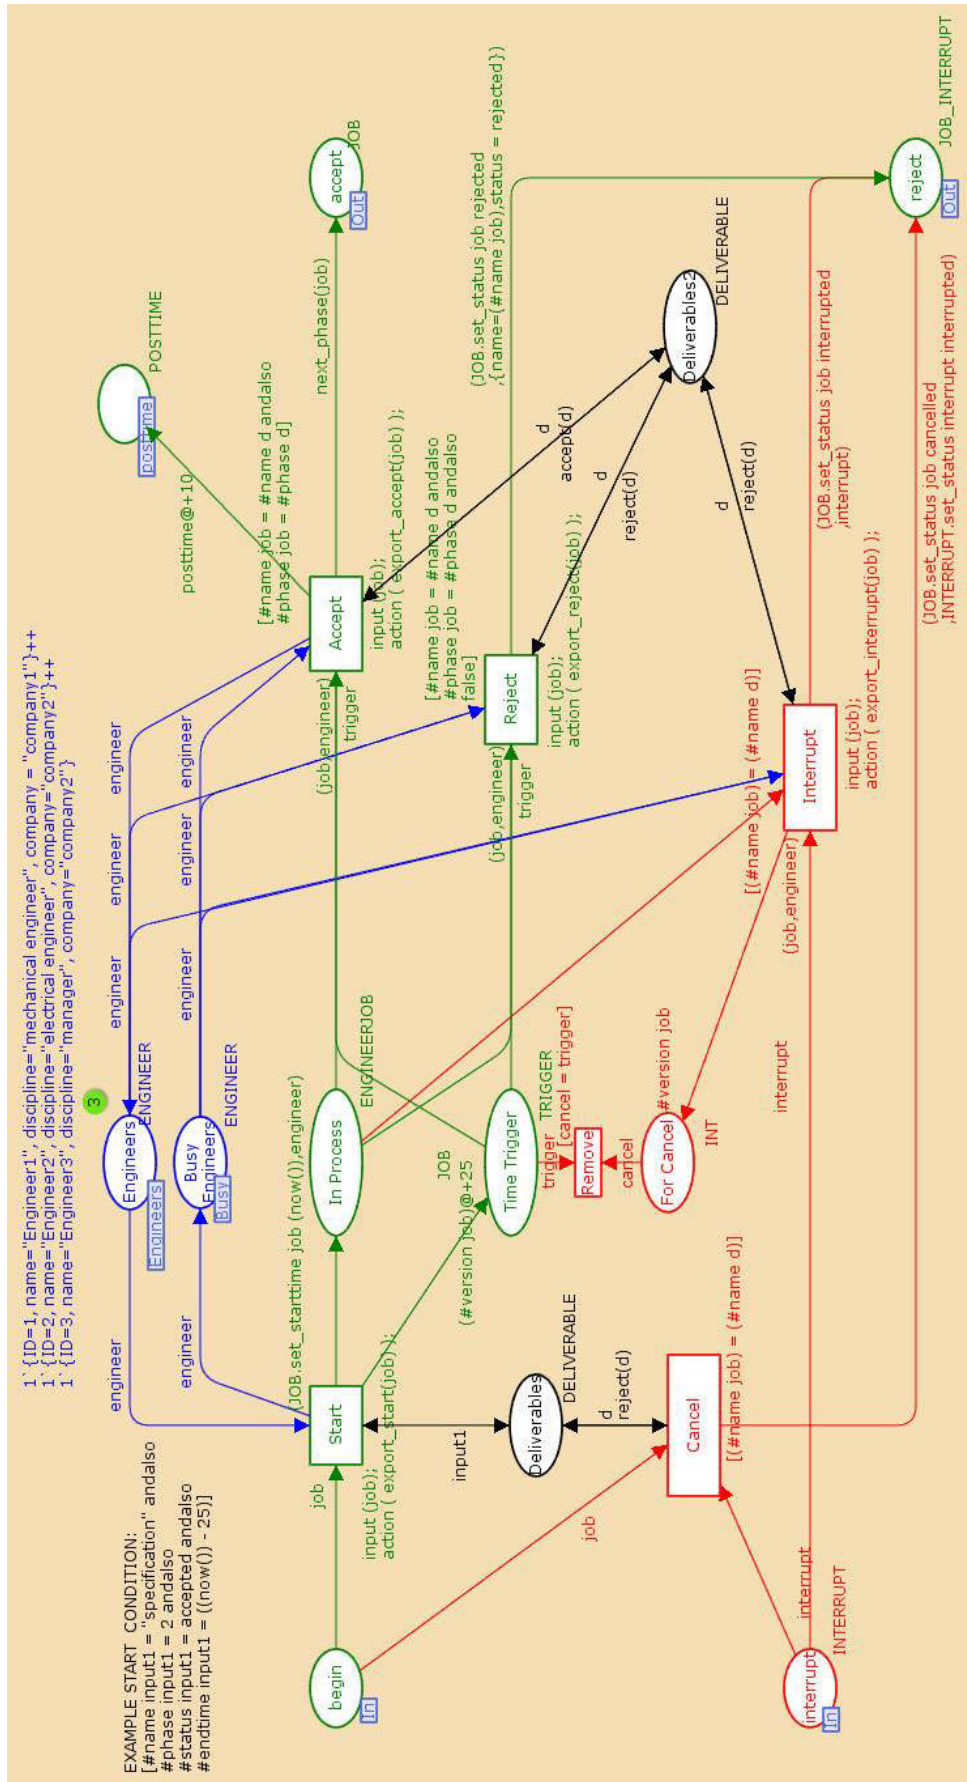 1`{ID=1, name="Engineer1", discipline="mechanical engineer", company = "company1"}++
1`{ID=2, name="Engineer2", discipline="electrical engineer", company="company2"}++
1`{ID=3, name="Engineer3", discipline="manager", company="company2"}
3
EXAMPLE START CONDITION:
[#name input1 = "specification" andalso
#phase input1 = 2 andalso
#status input1 = accepted andalso
#endtime input1 = ((now()) - 25)]
engineer
Engineers
ENGINEER
Engineers
engineer
engineer
engineer
engineer
Busy
Engineers
ENGINEER
Busy
engineer
engineer
engineer
posttime@+10
POSTTIME
posttime
begin
In
job
Start
input (job);
action ( export_start(job) );
(JOB.set_starttime job (now()),engineer)
In Process
ENGINEERJOB
(job,engineer)
trigger
Accept
[#name job = #name d andalso
#phase job = #phase d]
input (job);
action ( export_accept(job) );
next_phase(job)
accept
JOB
Out
JOB
(#version job)@+25
Time Trigger
TRIGGER
(job,engineer)
trigger
Reject
[#name job = #name d andalso
#phase job = #phase d andalso
false]
input (job);
action ( export_reject(job) );
(JOB.set_status job rejected
,{name=(#name job),status = rejected})
d
accept(d)
d
reject(d)
d
reject(d)
Deliverables2
DELIVERABLE
input1
Deliverables
DELIVERABLE
d
reject(d)
trigger
[cancel = trigger]
Remove
cancel
For Cancel
#version job
INT
job
Cancel
[(#name job) = (#name d)]
[(#name job) = (#name d)]
Interrupt
(job,engineer)
input (job);
action ( export_interrupt(job) );
(JOB.set_status job interrupted
,interrupt)
interrupt
In
INTERRUPT
interrupt
interrupt
(JOB.set_status job cancelled
,INTERRUPT.set_status interrupt interrupted)
reject
Out
JOB_INTERRUPT